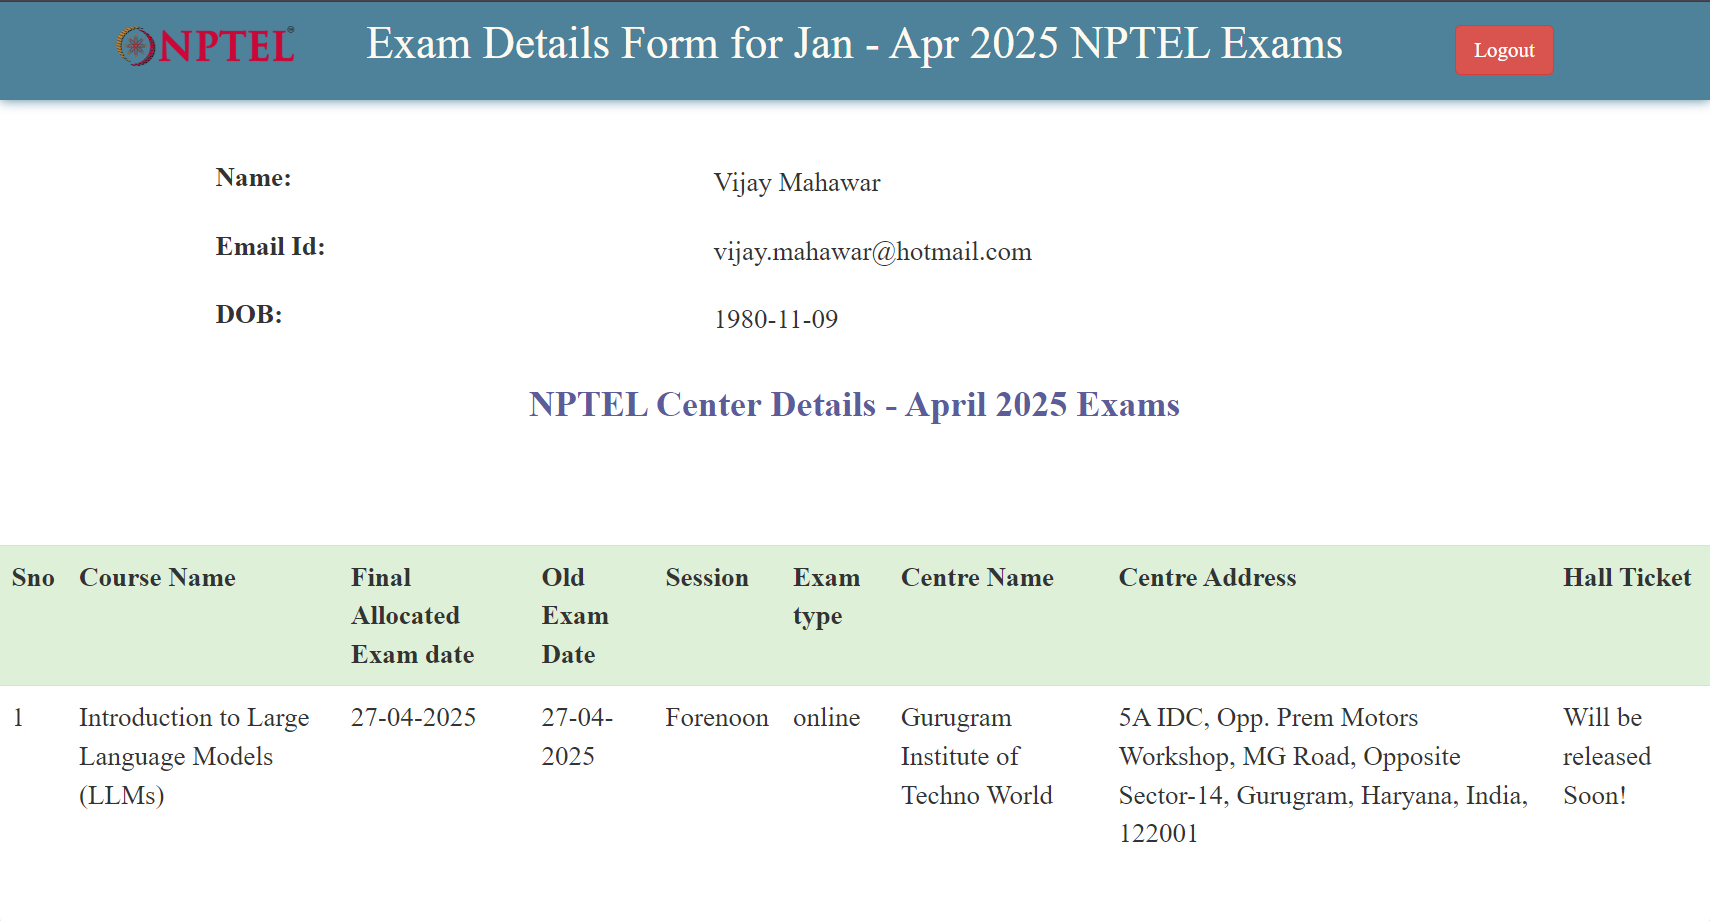 NPTEL
Exam Details Form for Jan - Apr 2025 NPTEL Exams
Logout
Name:
Vijay Mahawar
Email Id:
vijay.mahawar@hotmail.com
DOB:
1980-11-09
NPTEL Center Details - April 2025 Exams
Sno
Course Name
Final
Allocated
Exam date
Old
Exam
Date
Session
Exam
type
Centre Name
Centre Address
Hall Ticket
1
Introduction to Large
Language Models
(LLMs)
27-04-2025
27-04-
2025
Forenoon
online
Gurugram
Institute of
Techno World
5A IDC, Opp. Prem Motors
Workshop, MG Road, Opposite
Sector-14, Gurugram, Haryana, India,
122001
Will be
released
Soon!